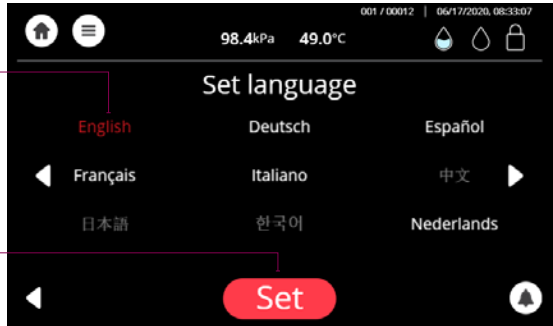 001 / 00012 | 06/17/2020, 08:33:07
98.4kPa 49.0°C
Set language
English Deutsch Español
Français Italiano 中文
日本語 한국어 Nederlands
Set